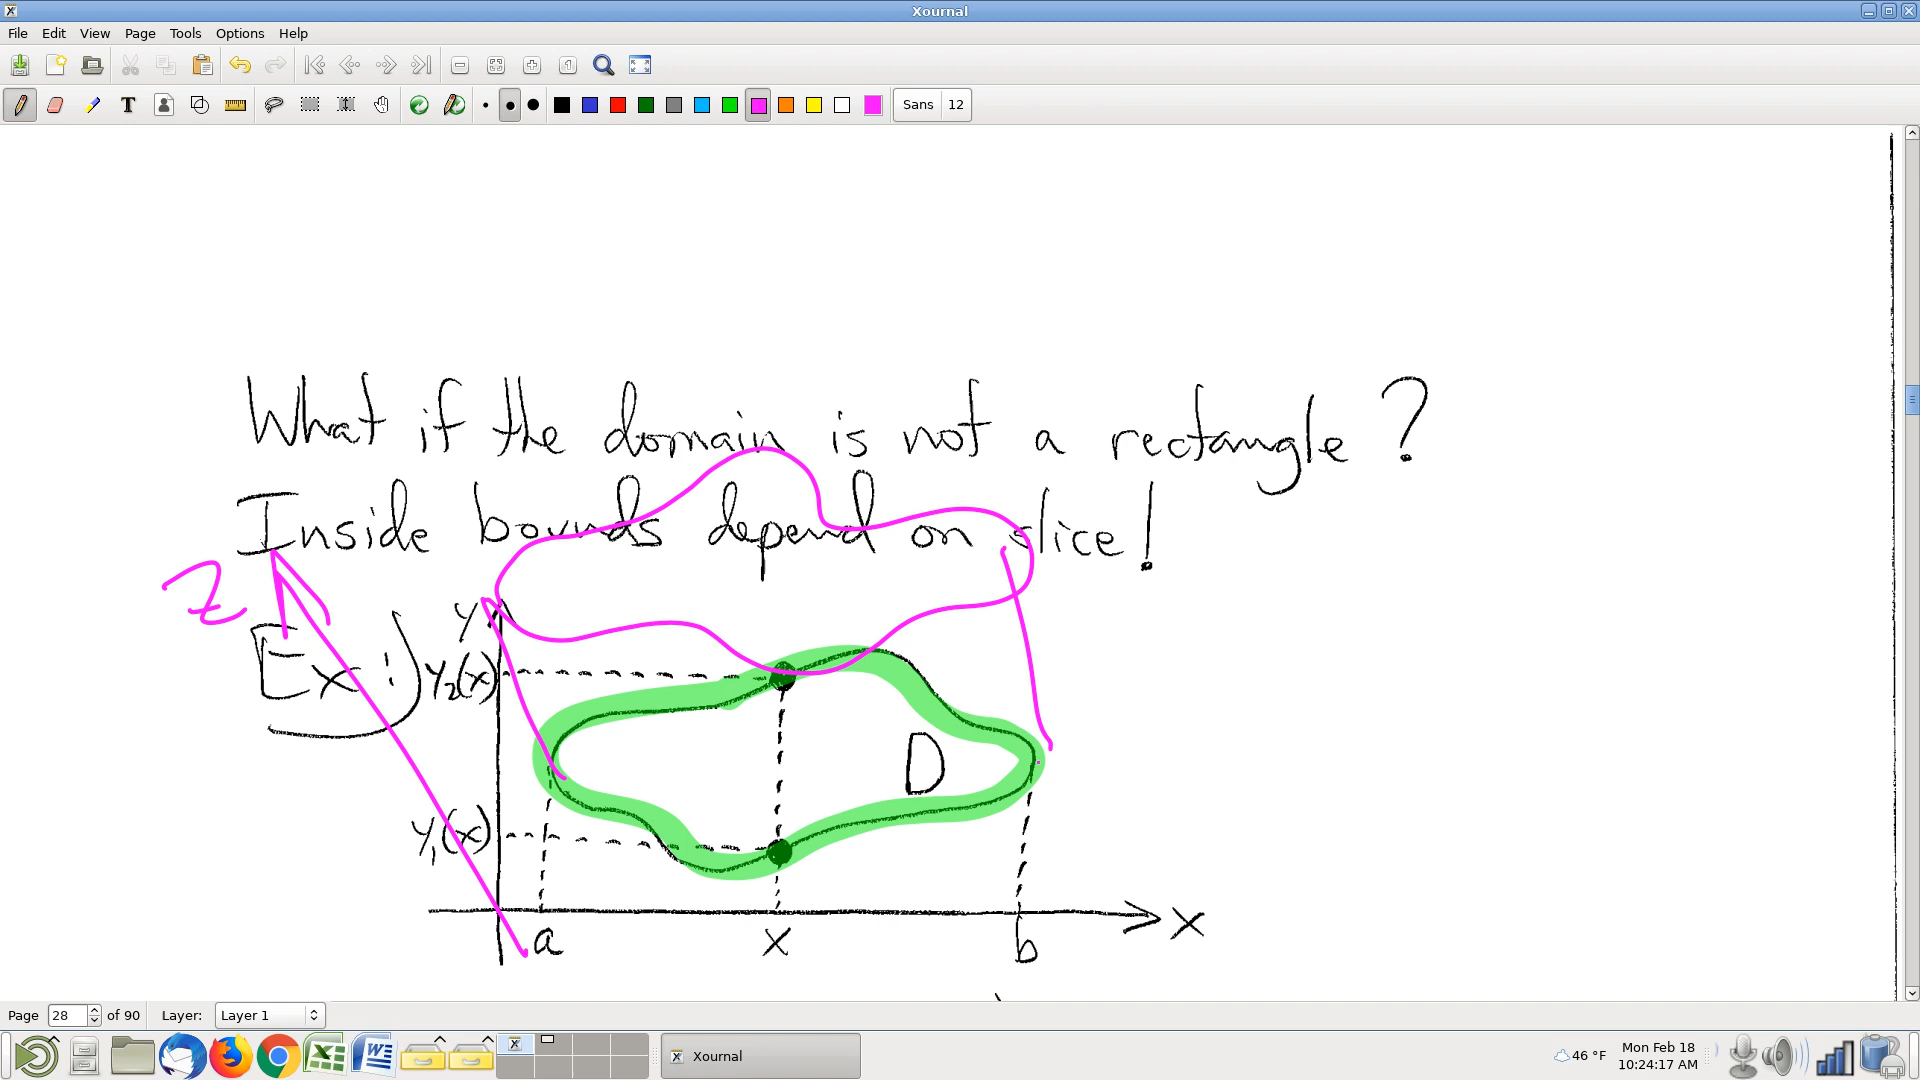 Xournal
File Edit View Page Tools Options Help
Sans 12
What if the domain is not a rectangle?
Inside bounds depend on slice!
z
y
Ex:
y₂(x)
D
y₁(x)
a
x
b
x
Page 28 of 90 Layer: Layer 1
Xournal
46 °F
Mon Feb 18
10:24:17 AM